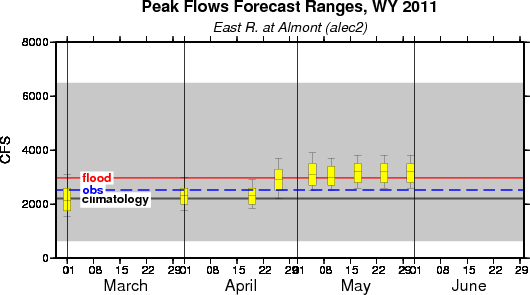 Peak Flows Forecast Ranges, WY 2011
East R. at Almont (alec2)
8000
6000
4000
2000
0
CFS
flood
obs
climatology
01 08 15 22 29 01 08 15 22 29 01 08 15 22 29 01 08 15 22 29
March April May June